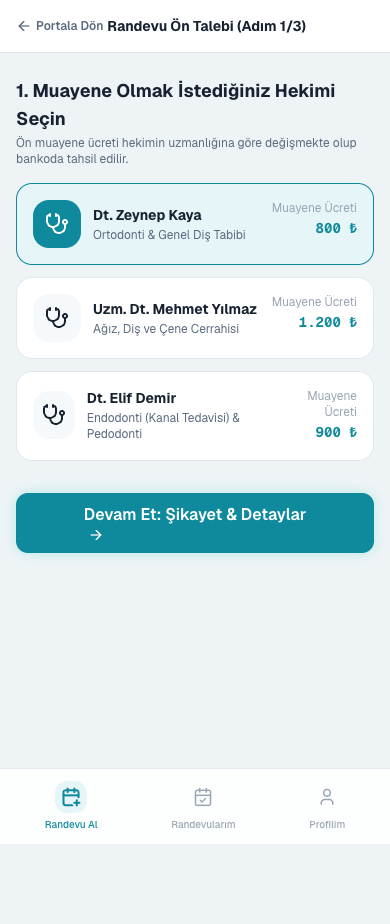 Portala Dön Randevu Ön Talebi (Adım 1/3)
1. Muayene Olmak İstediğiniz Hekimi
Seçin
Ön muayene ücreti hekimin uzmanlığına göre değişmekte olup
bankoda tahsil edilir.
Dt. Zeynep Kaya
Ortodonti & Genel Diş Tabibi
Muayene Ücreti
800 ₺
Uzm. Dt. Mehmet Yılmaz
Ağız, Diş ve Çene Cerrahisi
Muayene Ücreti
1.200 ₺
Dt. Elif Demir
Endodonti (Kanal Tedavisi) &
Pedodonti
Muayene
Ücreti
900 ₺
Devam Et: Şikayet & Detaylar
Randevu Al
Randevularım
Profilim